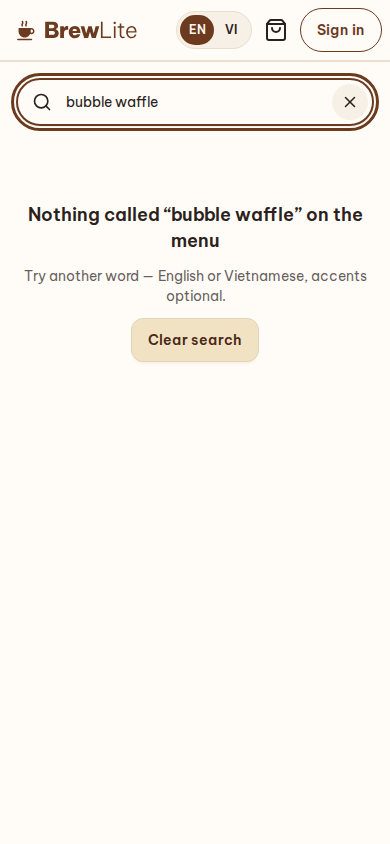 BrewLite
EN VI
Sign in
bubble waffle
Nothing called “bubble waffle” on the
menu
Try another word — English or Vietnamese, accents
optional.
Clear search